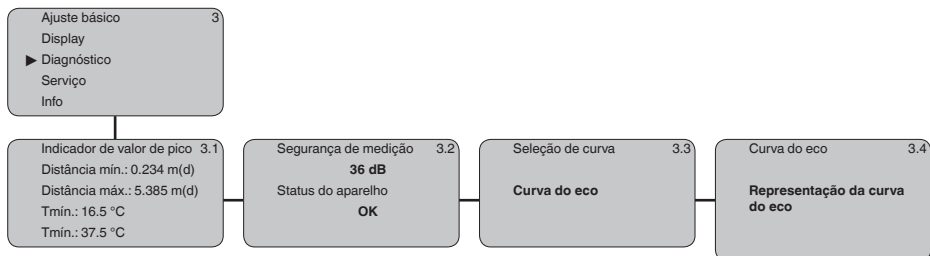 Ajuste básico 3
Display
▶ Diagnóstico
Serviço
Info
Indicador de valor de pico 3.1
Distância mín.: 0.234 m(d)
Distância máx.: 5.385 m(d)
Tmín.: 16.5 °C
Tmín.: 37.5 °C
Segurança de medição 3.2
36 dB
Status do aparelho
OK
Seleção de curva 3.3
Curva do eco
Curva do eco 3.4
Representação da curva
do eco